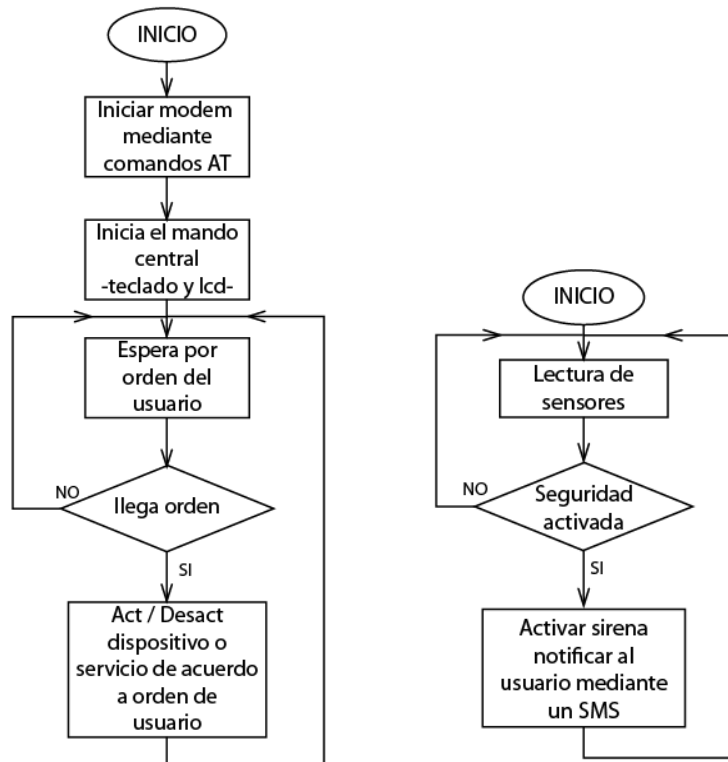 INICIO
Iniciar modem
mediante
comandos AT
Inicia el mando
central
-teclado y lcd-
Espera por
orden del
usuario
NO
llega orden
SI
Act / Desact
dispositivo o
servicio de acuerdo
a orden de
usuario
INICIO
Lectura de
sensores
NO
Seguridad
activada
SI
Activar sirena
notificar al
usuario mediante
un SMS